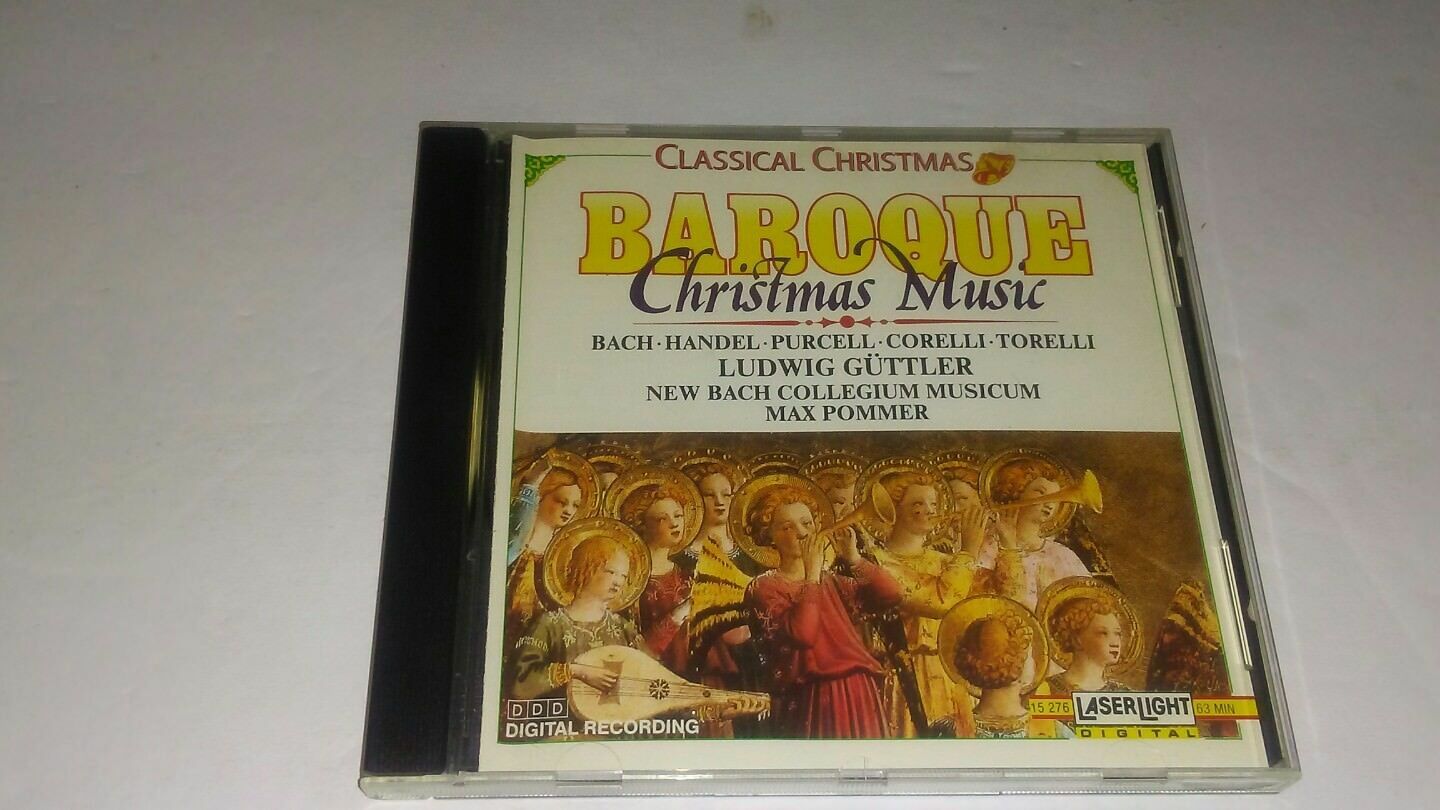 CLASSICAL CHRISTMAS
BAROQUE
Christmas Music
BACH · HANDEL · PURCELL · CORELLI · TORELLI
LUDWIG GÜTTLER
NEW BACH COLLEGIUM MUSICUM
MAX POMMER
DDD
DIGITAL RECORDING
15 276 LASERLIGHT 63 MIN
DIGITAL